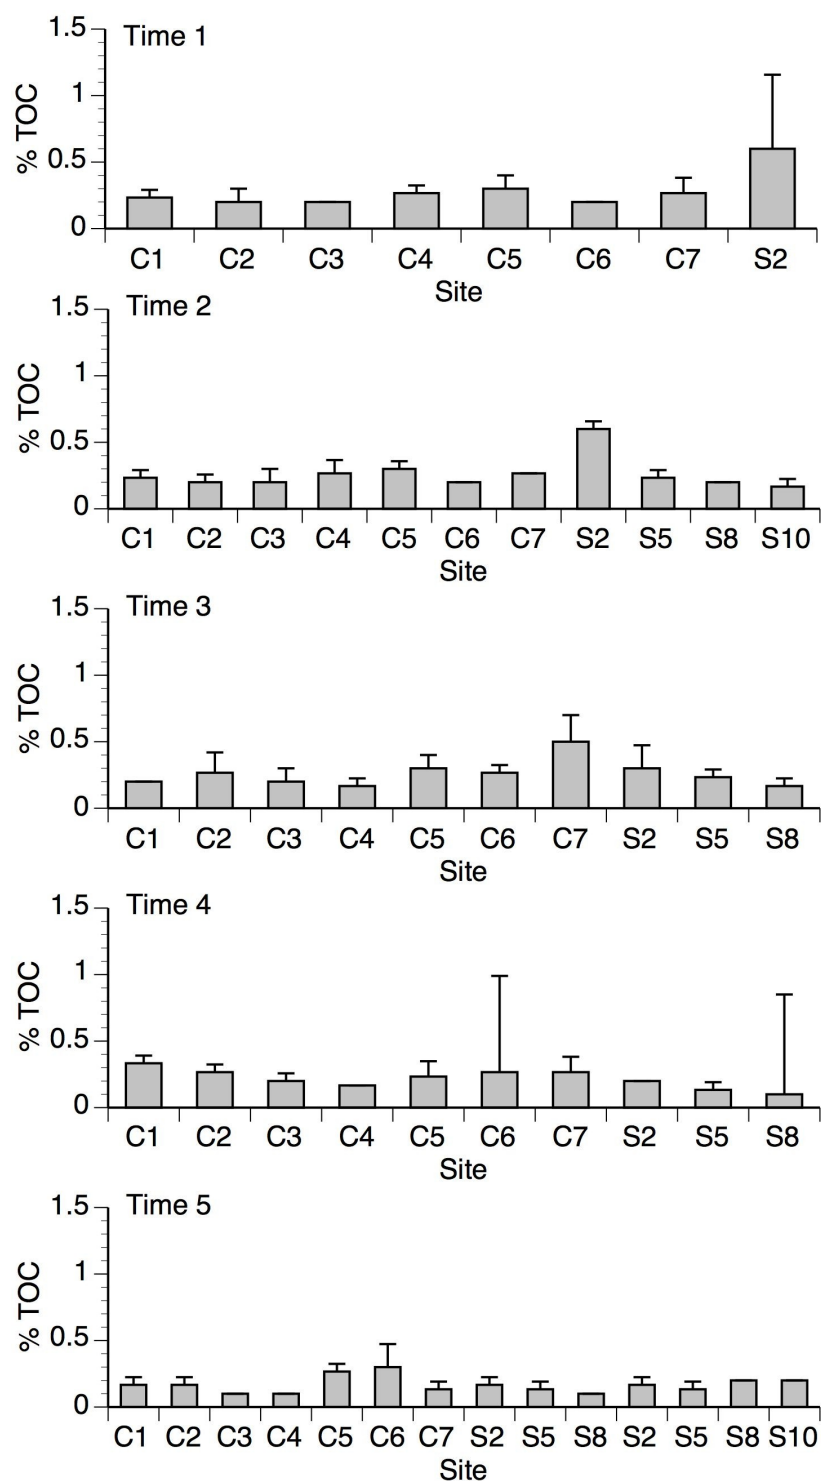 Time 1
1.5
1
0.5
0
% TOC
C1 C2 C3 C4 C5 C6 C7 S2
Site
Time 2
1.5
1
0.5
0
% TOC
C1 C2 C3 C4 C5 C6 C7 S2 S5 S8 S10
Site
Time 3
1.5
1
0.5
0
% TOC
C1 C2 C3 C4 C5 C6 C7 S2 S5 S8
Site
Time 4
1.5
1
0.5
0
% TOC
C1 C2 C3 C4 C5 C6 C7 S2 S5 S8
Site
Time 5
1.5
1
0.5
0
% TOC
C1 C2 C3 C4 C5 C6 C7 S2 S5 S8 S2 S5 S8 S10
Site